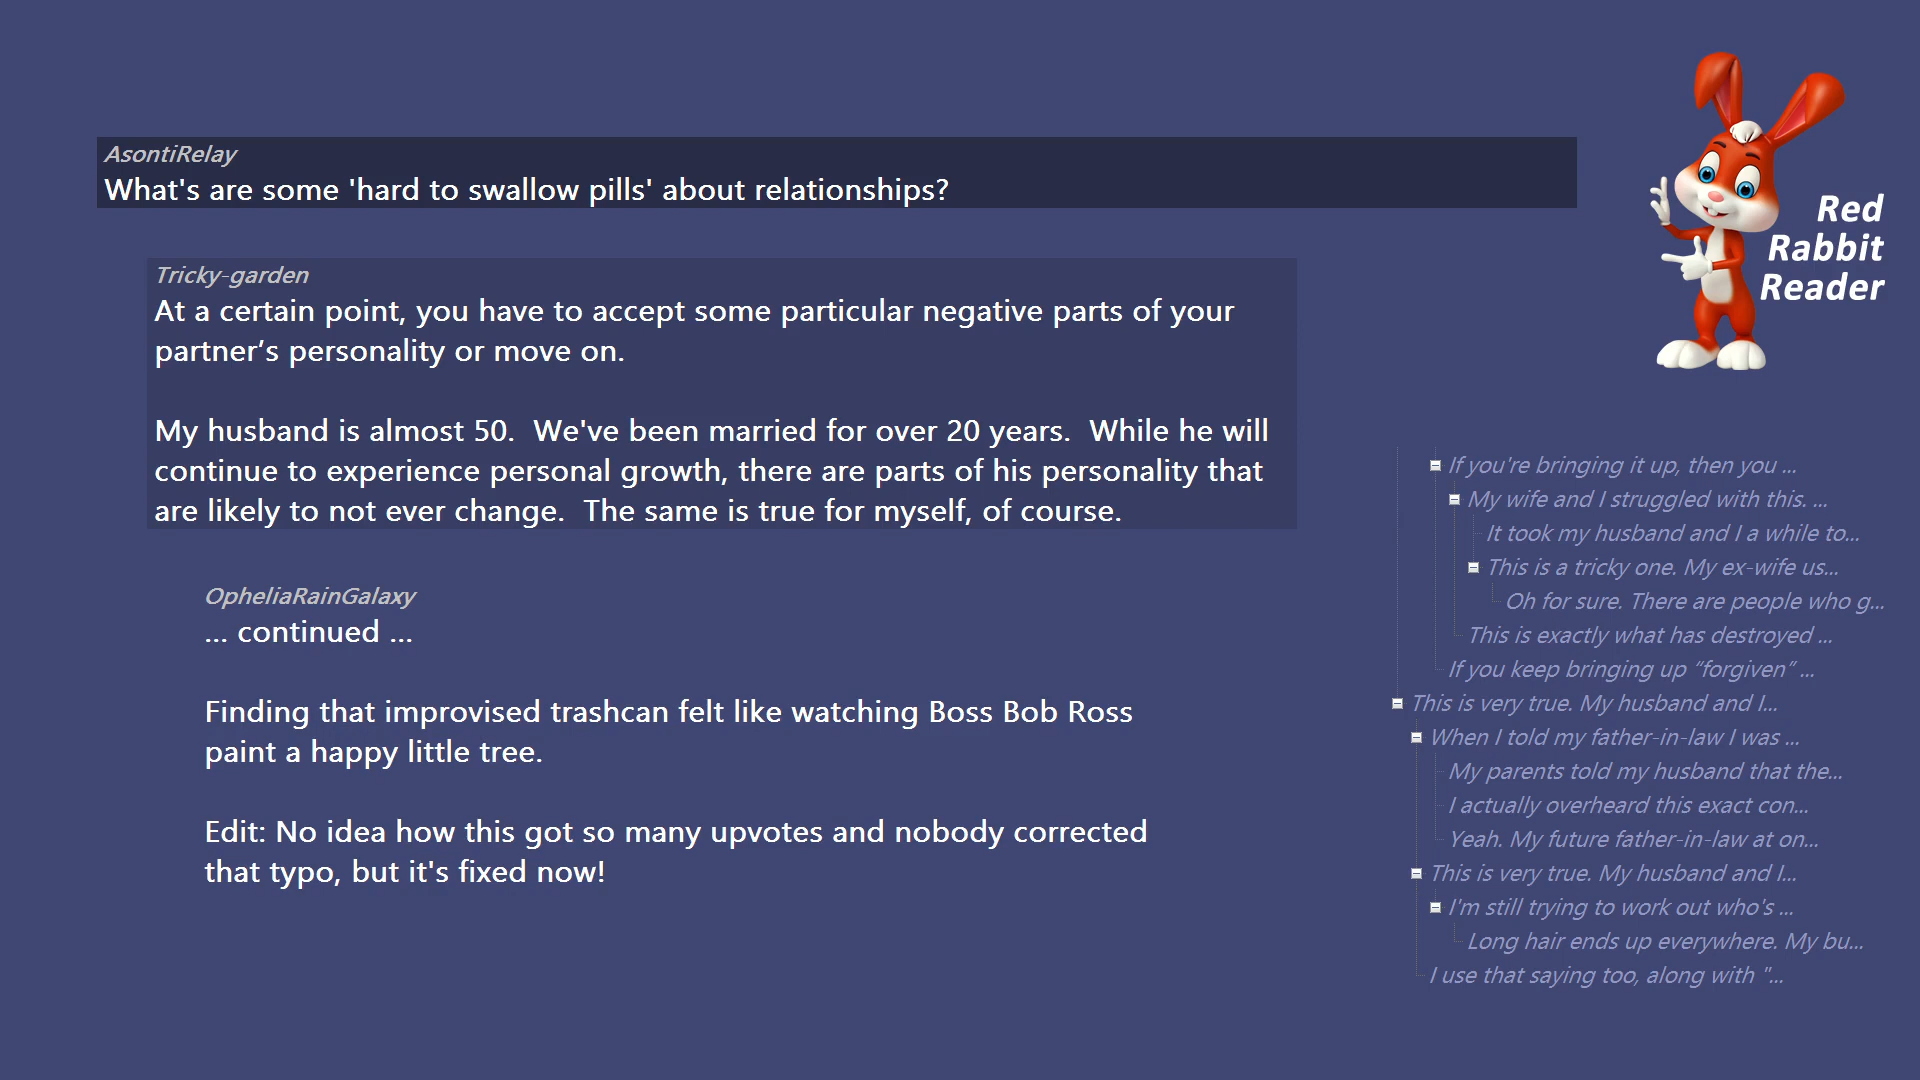 AsontiRelay
What's are some 'hard to swallow pills' about relationships?
Tricky-garden
At a certain point, you have to accept some particular negative parts of your
partner’s personality or move on.
My husband is almost 50.  We've been married for over 20 years.  While he will
continue to experience personal growth, there are parts of his personality that
are likely to not ever change.  The same is true for myself, of course.
OpheliaRainGalaxy
... continued ...
Finding that improvised trashcan felt like watching Boss Bob Ross
paint a happy little tree.
Edit: No idea how this got so many upvotes and nobody corrected
that typo, but it's fixed now!
Red
Rabbit
Reader
If you're bringing it up, then you ...
My wife and I struggled with this. ...
It took my husband and I a while to...
This is a tricky one. My ex-wife us...
Oh for sure. There are people who g...
This is exactly what has destroyed ...
If you keep bringing up “forgiven” ...
This is very true. My husband and I...
When I told my father-in-law I was ...
My parents told my husband that the...
I actually overheard this exact con...
Yeah. My future father-in-law at on...
This is very true. My husband and I...
I'm still trying to work out who's ...
Long hair ends up everywhere. My bu...
I use that saying too, along with "...